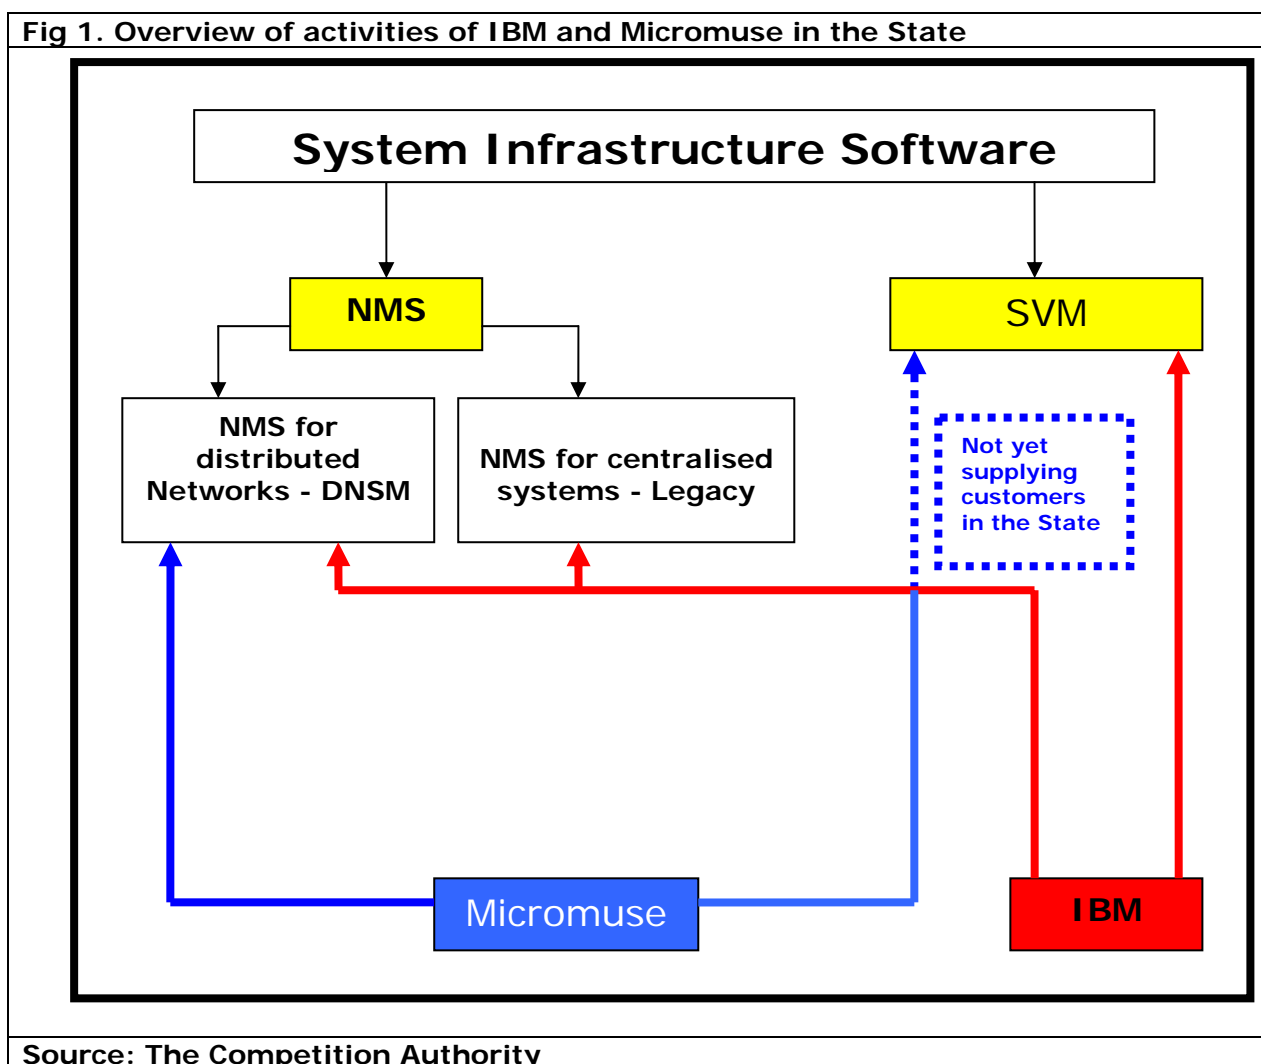 Fig 1. Overview of activities of IBM and Micromuse in the State
System Infrastructure Software
NMS
SVM
NMS for
distributed
Networks - DNSM
NMS for centralised
systems - Legacy
Not yet
supplying
customers
in the State
Micromuse
IBM
Source: The Competition Authority